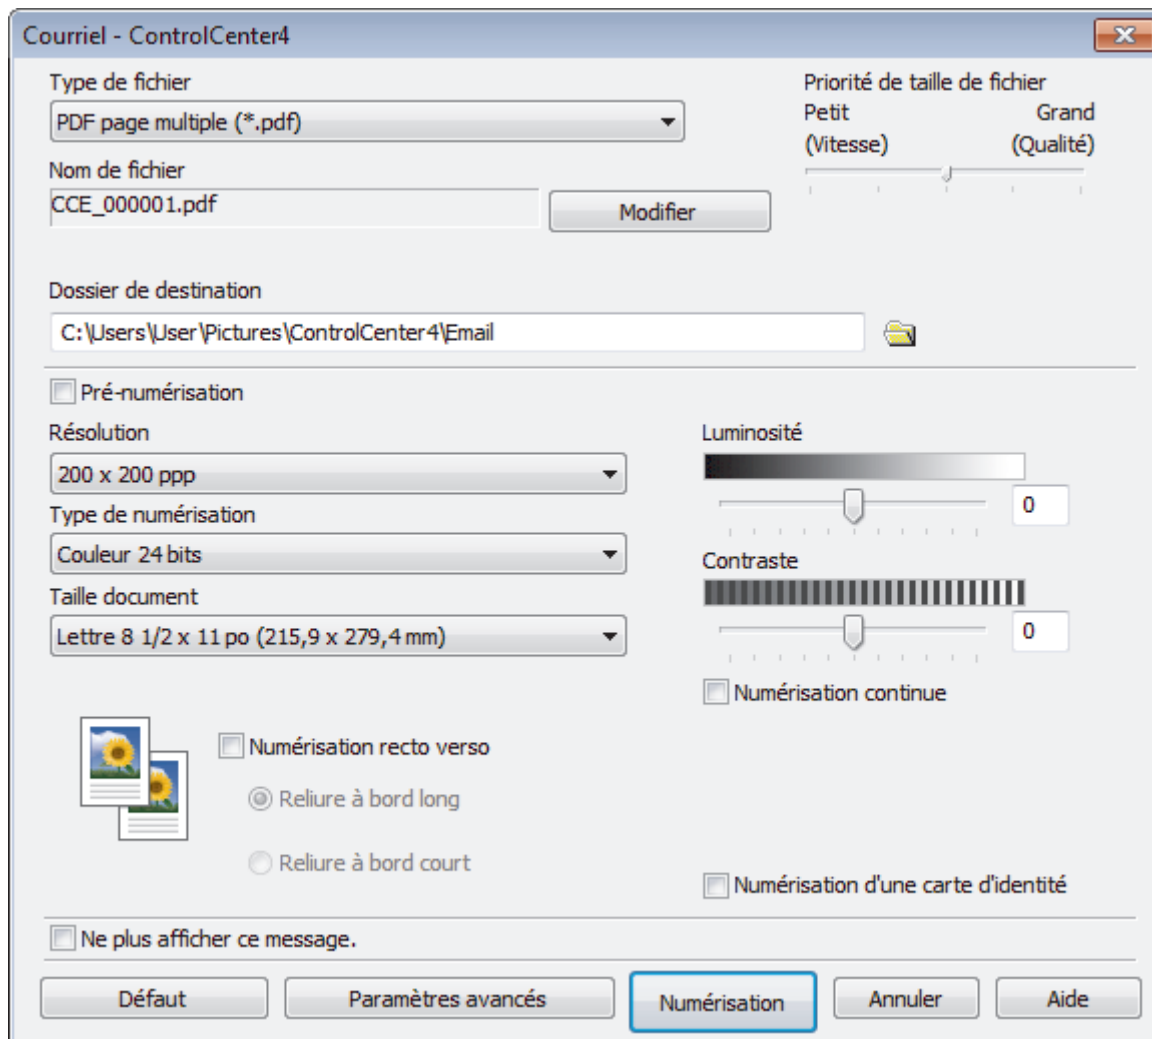 Courriel - ControlCenter4
Type de fichier
PDF page multiple (*.pdf)
Nom de fichier
CCE_000001.pdf
Modifier
Priorité de taille de fichier
Petit Grand
(Vitesse) (Qualité)
Dossier de destination
C:\Users\User\Pictures\ControlCenter4\Email
Pré-numérisation
Résolution
200 x 200 ppp
Type de numérisation
Couleur 24 bits
Taille document
Lettre 8 1/2 x 11 po (215,9 x 279,4 mm)
Luminosité
0
Contraste
0
Numérisation continue
Numérisation recto verso
Reliure à bord long
Reliure à bord court
Numérisation d'une carte d'identité
Ne plus afficher ce message.
Défaut Paramètres avancés Numérisation Annuler Aide